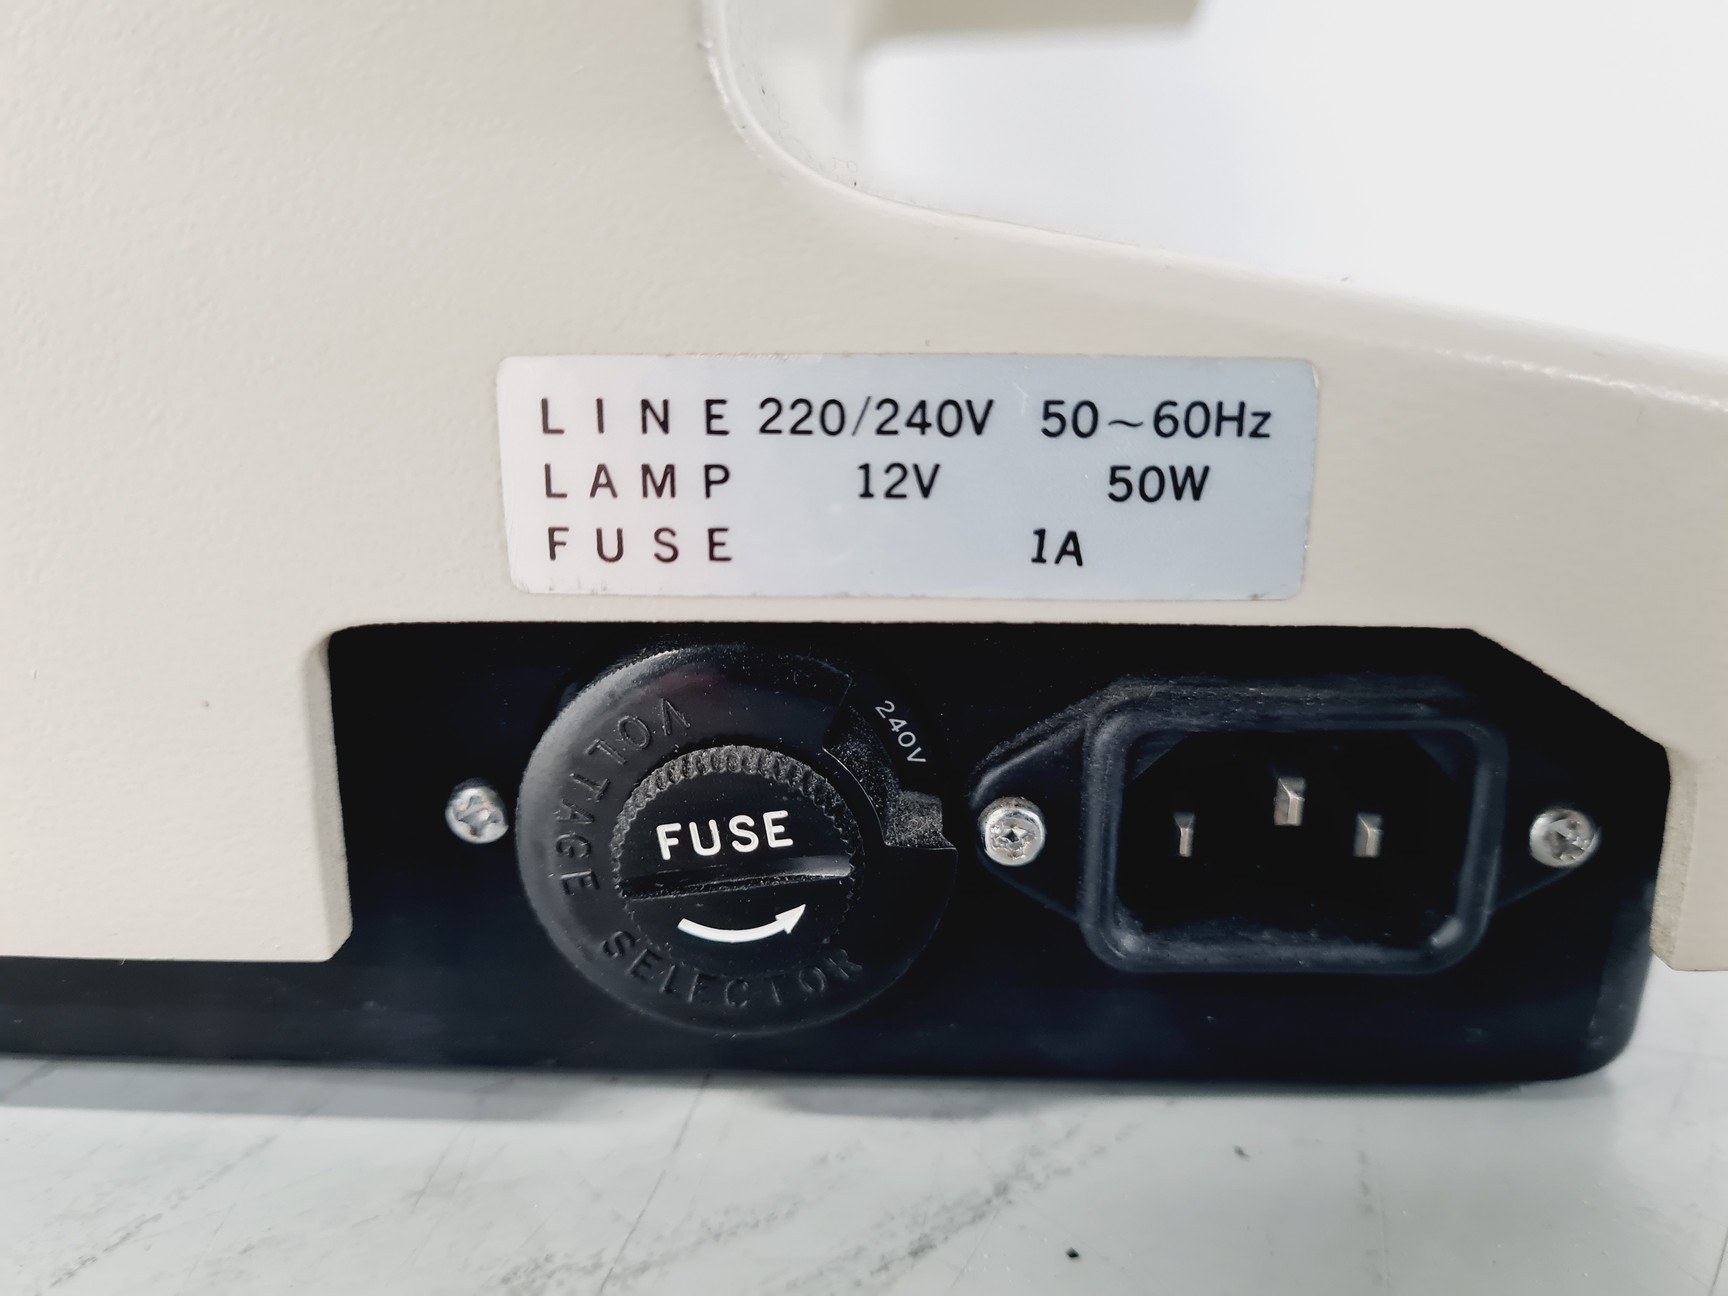 LINE 220/240V 50~60Hz
LAMP 12V 50W
FUSE 1A
240V
VOLTAGE SELECTOR
FUSE